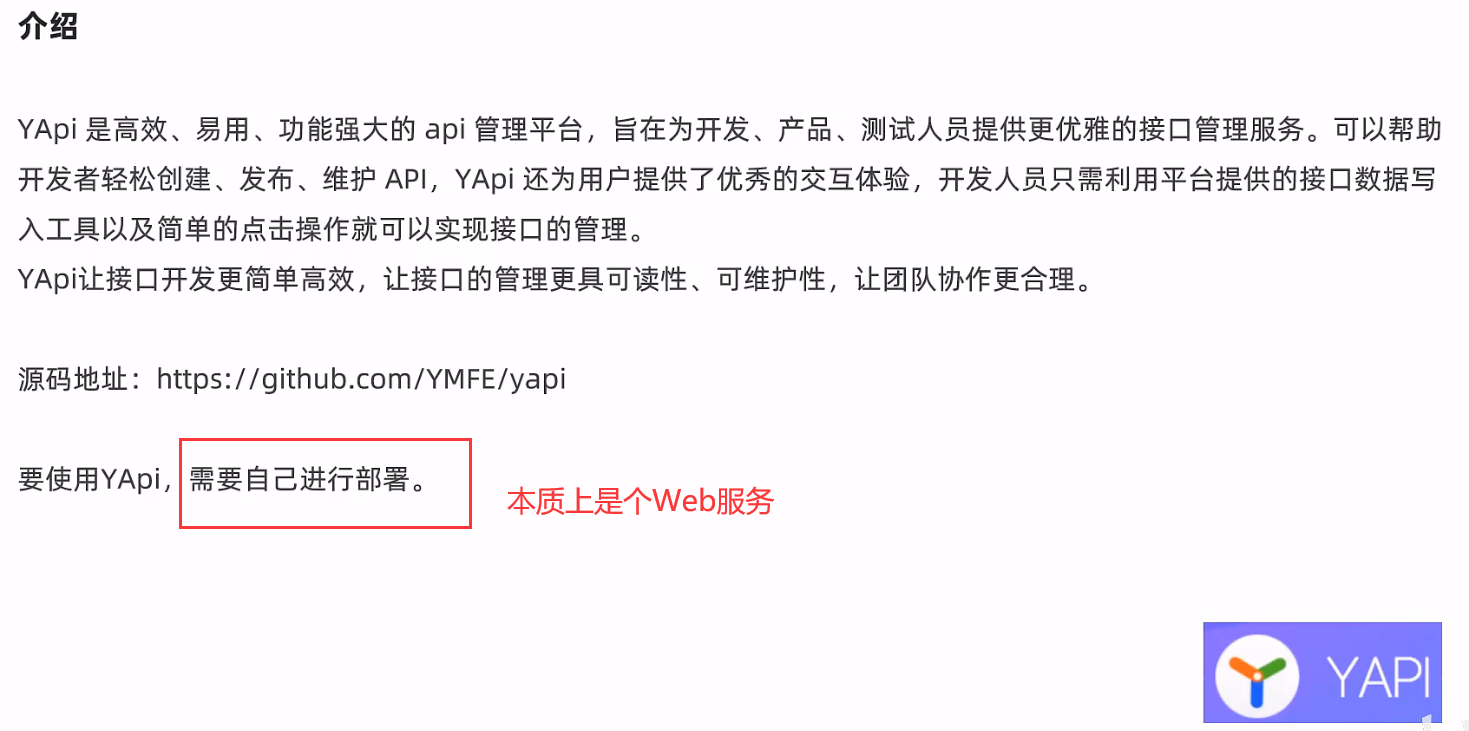 介绍
YApi 是高效、易用、功能强大的 api 管理平台，旨在为开发、产品、测试人员提供更优雅的接口管理服务。可以帮助
开发者轻松创建、发布、维护 API，YApi 还为用户提供了优秀的交互体验，开发人员只需利用平台提供的接口数据写
入工具以及简单的点击操作就可以实现接口的管理。
YApi让接口开发更简单高效，让接口的管理更具可读性、可维护性，让团队协作更合理。
源码地址：https://github.com/YMFE/yapi
要使用YApi，需要自己进行部署。
本质上是个Web服务
YAPI